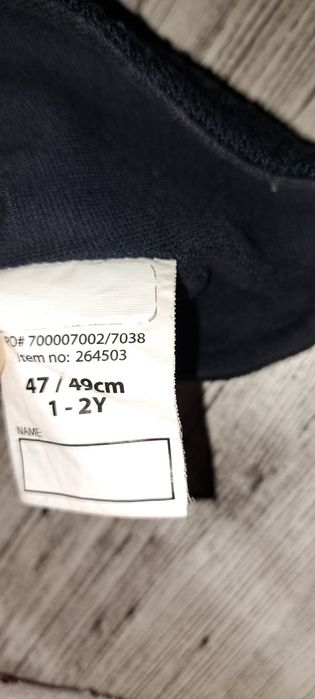 PO# 700007002/7038
Item no: 264503
47 / 49cm
1 - 2Y
NAME